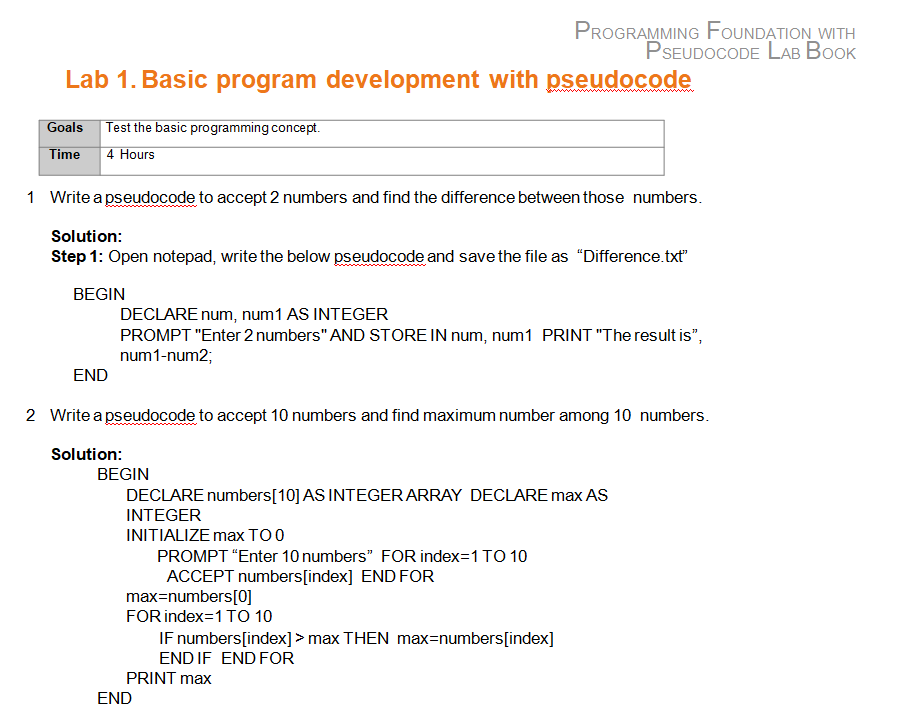 PROGRAMMING FOUNDATION WITH
PSEUDOCODE LAB BOOK
Lab 1. Basic program development with pseudocode
Goals Test the basic programming concept.
Time 4 Hours
1 Write a pseudocode to accept 2 numbers and find the difference between those numbers.
Solution:
Step 1: Open notepad, write the below pseudocode and save the file as “Difference.txt”
BEGIN
DECLARE num, num1 AS INTEGER
PROMPT "Enter 2 numbers" AND STORE IN num, num1 PRINT "The result is”,
num1-num2;
END
2 Write a pseudocode to accept 10 numbers and find maximum number among 10 numbers.
Solution:
BEGIN
DECLARE numbers[10] AS INTEGER ARRAY DECLARE max AS
INTEGER
INITIALIZE max TO 0
PROMPT “Enter 10 numbers” FOR index=1 TO 10
ACCEPT numbers[index] END FOR
max=numbers[0]
FOR index=1 TO 10
IF numbers[index] > max THEN max=numbers[index]
END IF END FOR
PRINT max
END